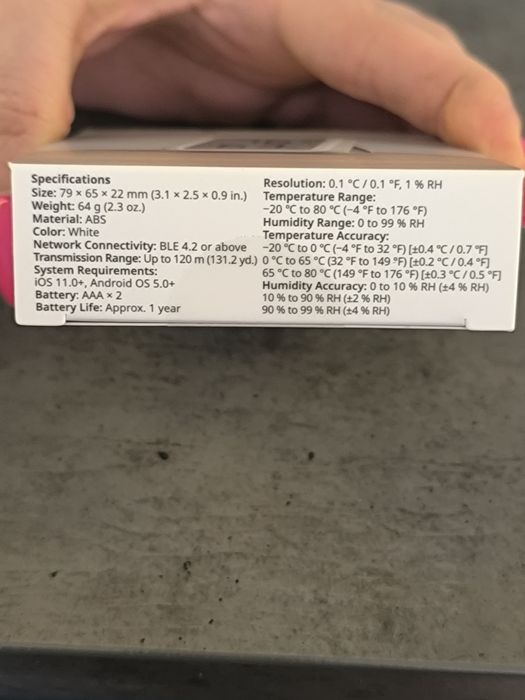 Specifications
Size: 79 × 65 × 22 mm (3.1 × 2.5 × 0.9 in.)
Weight: 64 g (2.3 oz.)
Material: ABS
Color: White
Network Connectivity: BLE 4.2 or above
Transmission Range: Up to 120 m (131.2 yd.)
System Requirements:
iOS 11.0+, Android OS 5.0+
Battery: AAA × 2
Battery Life: Approx. 1 year
Resolution: 0.1 °C / 0.1 °F, 1 % RH
Temperature Range:
−20 °C to 80 °C (−4 °F to 176 °F)
Humidity Range: 0 to 99 % RH
Temperature Accuracy:
−20 °C to 0 °C (−4 °F to 32 °F) [±0.4 °C / 0.7 °F]
0 °C to 65 °C (32 °F to 149 °F) [±0.2 °C / 0.4 °F]
65 °C to 80 °C (149 °F to 176 °F) [±0.3 °C / 0.5 °F]
Humidity Accuracy: 0 to 10 % RH (±4 % RH)
10 % to 90 % RH (±2 % RH)
90 % to 99 % RH (±4 % RH)